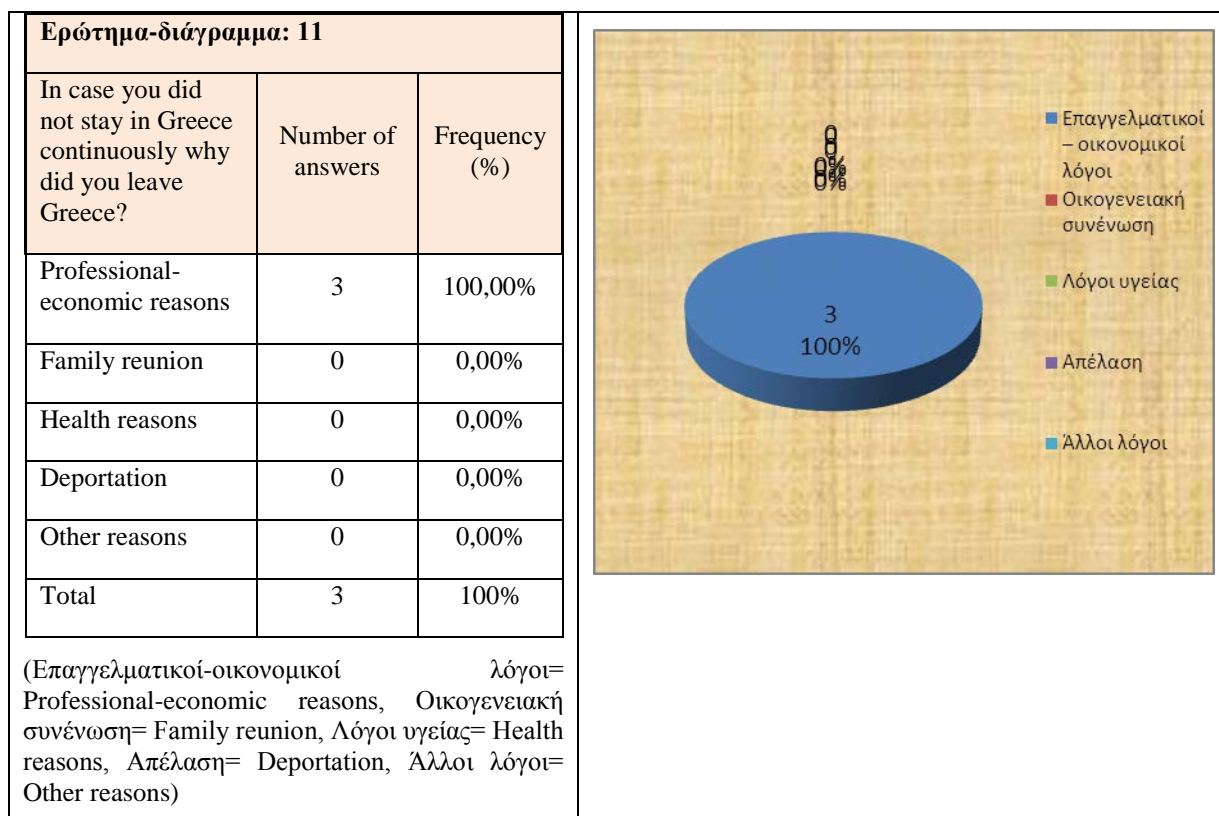 Ερώτημα-διάγραμμα: 11
In case you did
not stay in Greece
continuously why
did you leave
Greece?
Number of
answers
Frequency
(%)
Professional-
economic reasons
3
100,00%
Family reunion
0
0,00%
Health reasons
0
0,00%
Deportation
0
0,00%
Other reasons
0
0,00%
Total
3
100%
(Επαγγελματικοί-οικονομικοί λόγοι=
Professional-economic reasons, Οικογενειακή
συνένωση= Family reunion, Λόγοι υγείας= Health
reasons, Απέλαση= Deportation, Άλλοι λόγοι=
Other reasons)
3
100%
Επαγγελματικοί
– οικονομικοί
λόγοι
Οικογενειακή
συνένωση
Λόγοι υγείας
Απέλαση
Άλλοι λόγοι